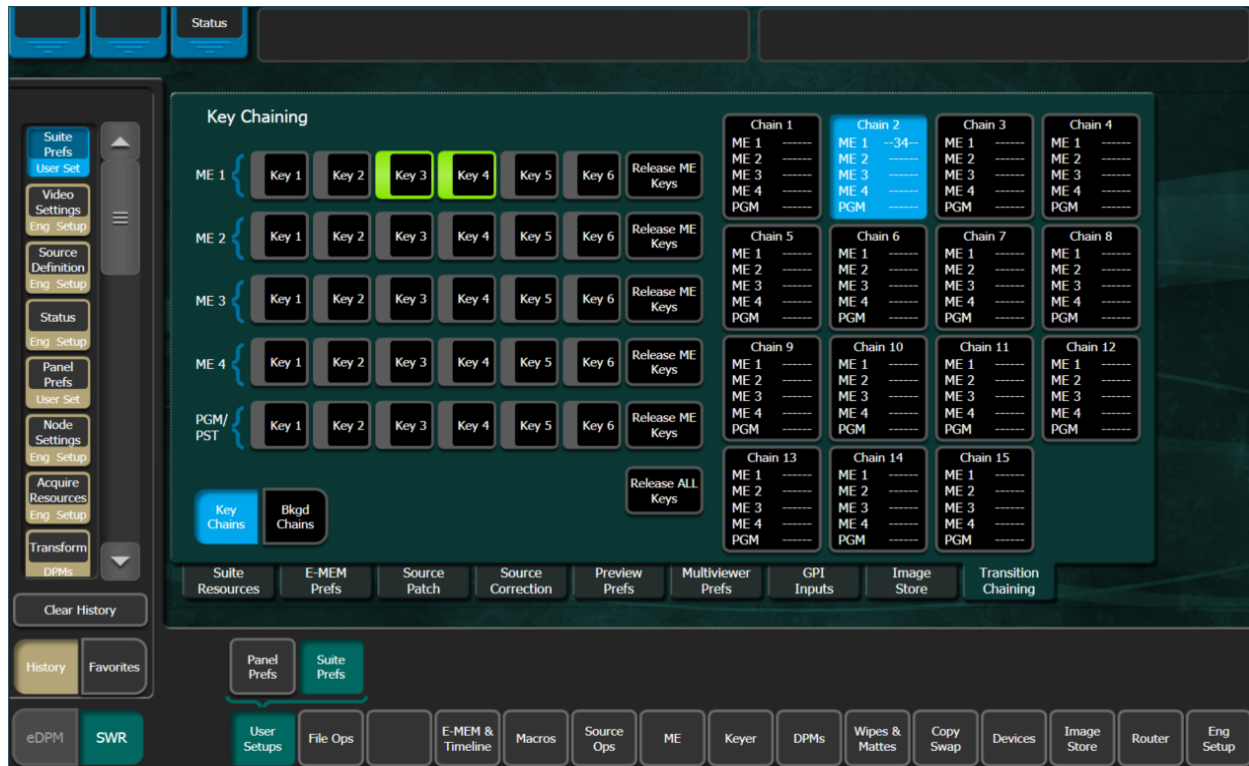 Status
Suite
Prefs
User Set
Video
Settings
Eng Setup
Source
Definition
Eng Setup
Status
Eng Setup
Panel
Prefs
User Set
Node
Settings
Eng Setup
Acquire
Resources
Eng Setup
Transform
DPMs
Clear History
History Favorites
eDPM SWR
Key Chaining
ME 1 Key 1 Key 2 Key 3 Key 4 Key 5 Key 6 Release ME Keys
ME 2 Key 1 Key 2 Key 3 Key 4 Key 5 Key 6 Release ME Keys
ME 3 Key 1 Key 2 Key 3 Key 4 Key 5 Key 6 Release ME Keys
ME 4 Key 1 Key 2 Key 3 Key 4 Key 5 Key 6 Release ME Keys
PGM/PST Key 1 Key 2 Key 3 Key 4 Key 5 Key 6 Release ME Keys
Release ALL
Keys
Key
Chains
Bkgd
Chains
Chain 1
ME 1 ------
ME 2 ------
ME 3 ------
ME 4 ------
PGM ------
Chain 2
ME 1 --34--
ME 2 ------
ME 3 ------
ME 4 ------
PGM ------
Chain 3
ME 1 ------
ME 2 ------
ME 3 ------
ME 4 ------
PGM ------
Chain 4
ME 1 ------
ME 2 ------
ME 3 ------
ME 4 ------
PGM ------
Chain 5
ME 1 ------
ME 2 ------
ME 3 ------
ME 4 ------
PGM ------
Chain 6
ME 1 ------
ME 2 ------
ME 3 ------
ME 4 ------
PGM ------
Chain 7
ME 1 ------
ME 2 ------
ME 3 ------
ME 4 ------
PGM ------
Chain 8
ME 1 ------
ME 2 ------
ME 3 ------
ME 4 ------
PGM ------
Chain 9
ME 1 ------
ME 2 ------
ME 3 ------
ME 4 ------
PGM ------
Chain 10
ME 1 ------
ME 2 ------
ME 3 ------
ME 4 ------
PGM ------
Chain 11
ME 1 ------
ME 2 ------
ME 3 ------
ME 4 ------
PGM ------
Chain 12
ME 1 ------
ME 2 ------
ME 3 ------
ME 4 ------
PGM ------
Chain 13
ME 1 ------
ME 2 ------
ME 3 ------
ME 4 ------
PGM ------
Chain 14
ME 1 ------
ME 2 ------
ME 3 ------
ME 4 ------
PGM ------
Chain 15
ME 1 ------
ME 2 ------
ME 3 ------
ME 4 ------
PGM ------
Suite
Resources
E-MEM
Prefs
Source
Patch
Source
Correction
Preview
Prefs
Multiviewer
Prefs
GPI
Inputs
Image
Store
Transition
Chaining
Panel
Prefs
Suite
Prefs
User
Setups
File Ops
E-MEM &
Timeline
Macros
Source
Ops
ME
Keyer
DPMs
Wipes &
Mattes
Copy
Swap
Devices
Image
Store
Router
Eng
Setup